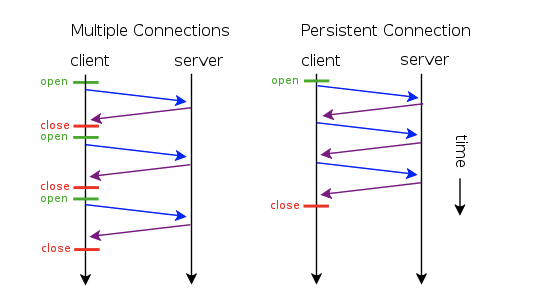 Multiple Connections
client server
open
close
open
close
open
close
Persistent Connection
client server
open
close
time